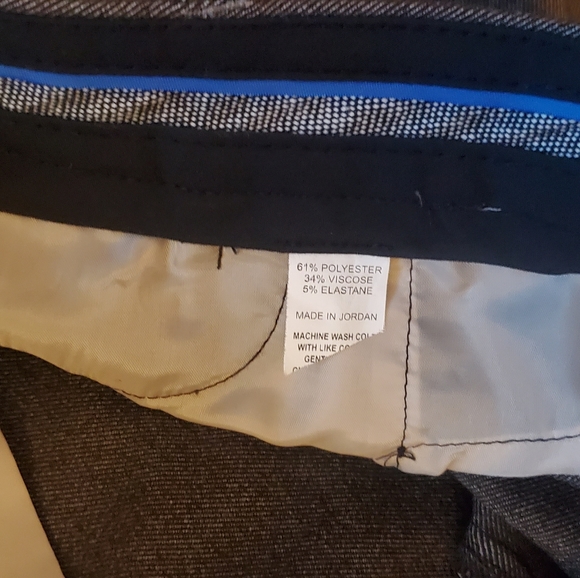 61% POLYESTER
34% VISCOSE
5% ELASTANE
MADE IN JORDAN
MACHINE WASH
WITH LIKE